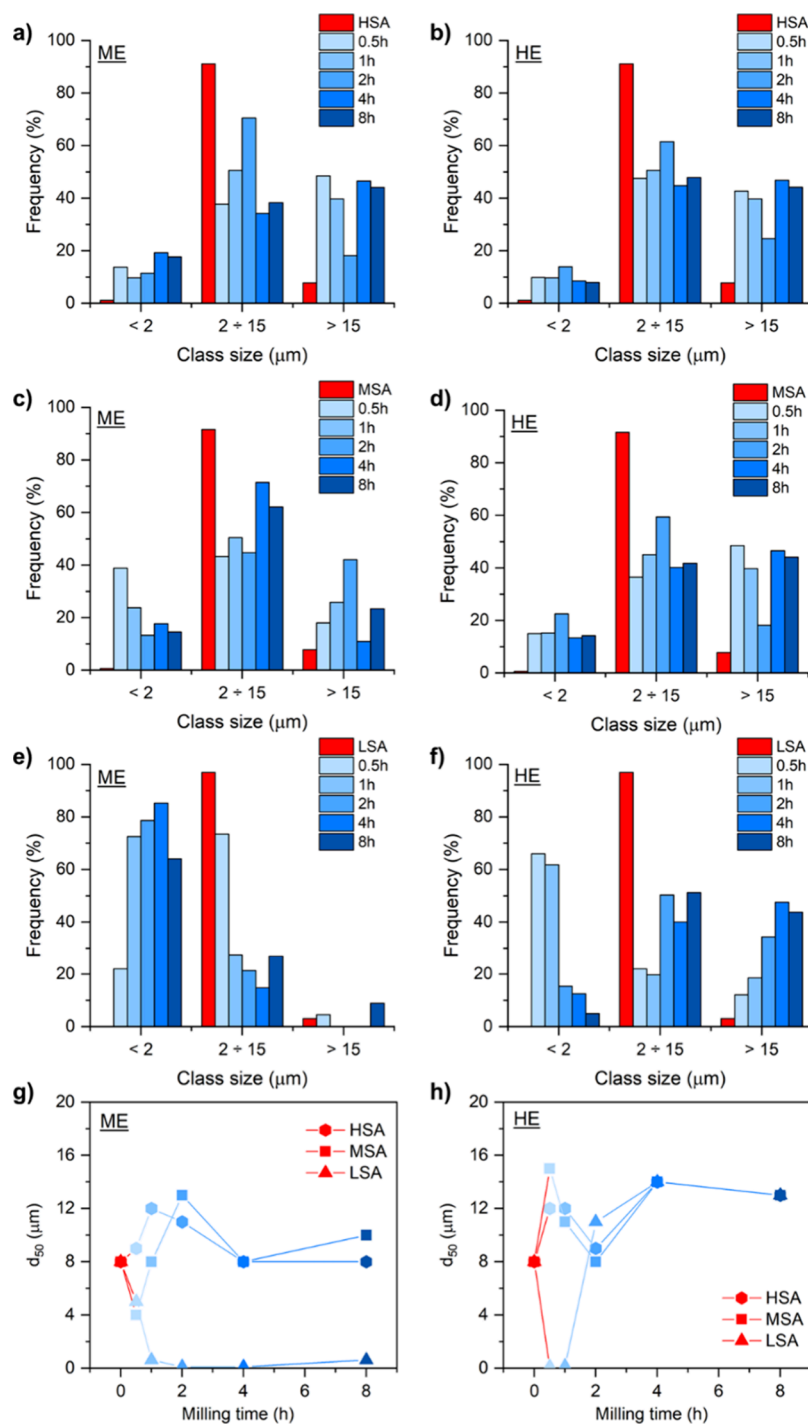 a) ME
HSA
0.5h
1h
2h
4h
8h
100
80
60
40
20
0
Frequency (%)
< 2 2 ÷ 15 > 15
Class size (μm)
b) HE
HSA
0.5h
1h
2h
4h
8h
100
80
60
40
20
0
Frequency (%)
< 2 2 ÷ 15 > 15
Class size (μm)
c) ME
MSA
0.5h
1h
2h
4h
8h
100
80
60
40
20
0
Frequency (%)
< 2 2 ÷ 15 > 15
Class size (μm)
d) HE
MSA
0.5h
1h
2h
4h
8h
100
80
60
40
20
0
Frequency (%)
< 2 2 ÷ 15 > 15
Class size (μm)
e) ME
LSA
0.5h
1h
2h
4h
8h
100
80
60
40
20
0
Frequency (%)
< 2 2 ÷ 15 > 15
Class size (μm)
f) HE
LSA
0.5h
1h
2h
4h
8h
100
80
60
40
20
0
Frequency (%)
< 2 2 ÷ 15 > 15
Class size (μm)
g) ME
HSA
MSA
LSA
20
16
12
8
4
0
d50 (μm)
0 2 4 6 8
Milling time (h)
h) HE
HSA
MSA
LSA
20
16
12
8
4
0
d50 (μm)
0 2 4 6 8
Milling time (h)